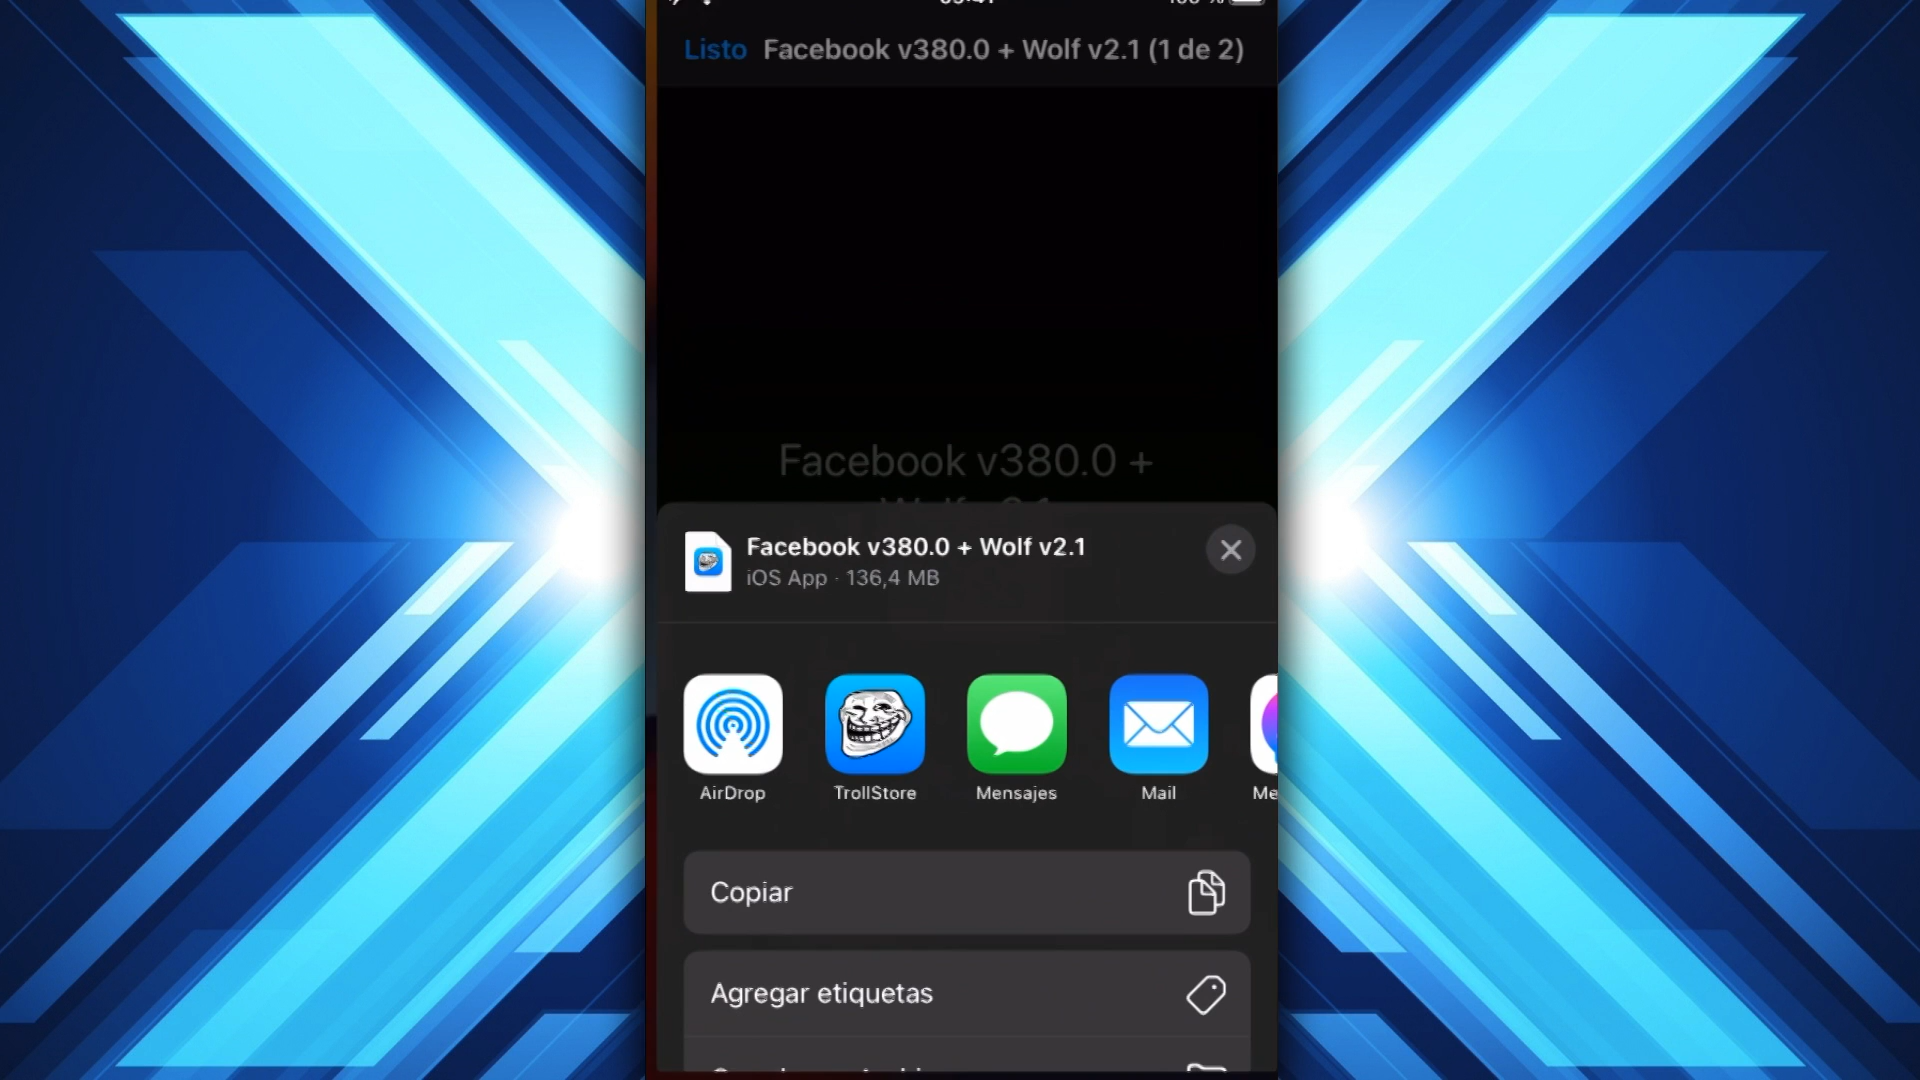 Listo Facebook v380.0 + Wolf v2.1 (1 de 2)
Facebook v380.0 +
Facebook v380.0 + Wolf v2.1
iOS App · 136,4 MB
AirDrop TrollStore Mensajes Mail Me
Copiar
Agregar etiquetas